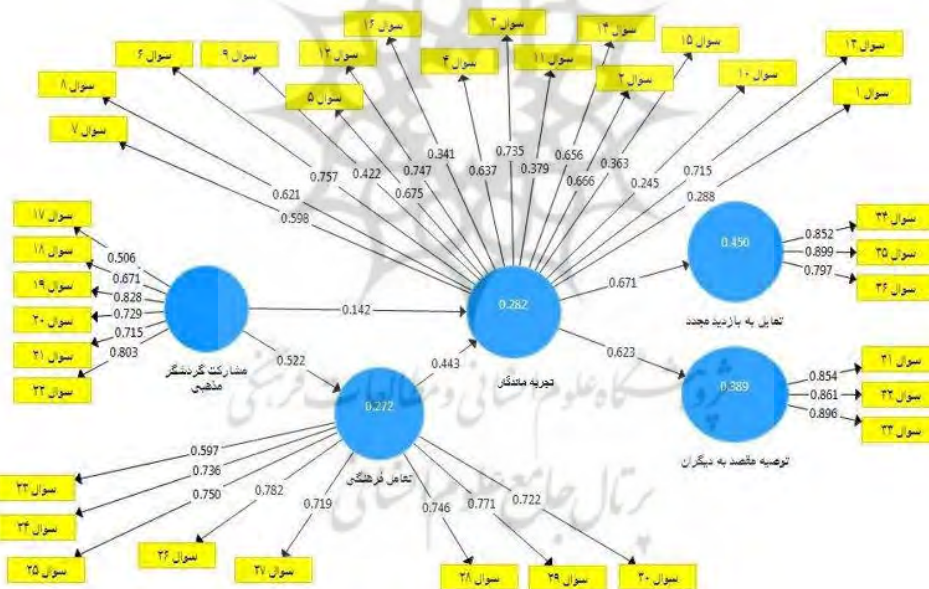 سوال ۱۶
سوال ۳
سوال ۱۴
سوال ۶
سوال ۹
سوال ۱۲
سوال ۴
سوال ۱۱
سوال ۱۵
سوال ۱۳
سوال ۸
سوال ۵
سوال ۲
سوال ۱۰
سوال ۱
سوال ۷
0.341
0.735
0.656
0.363
0.757
0.422
0.747
0.637
0.379
0.715
0.621
0.675
0.666
0.245
0.288
0.598
سوال ۱۷
0.506
سوال ۱۸
0.671
سوال ۱۹
0.828
سوال ۲۰
0.729
سوال ۲۱
0.715
سوال ۲۲
0.803
مشارکت گردشگر
مذهبی
0.142
0.522
0.443
0.282
تجربه ماندگار
0.671
0.623
0.450
تمایل به بازدید مجدد
0.852
سوال ۳۴
0.899
سوال ۳۵
0.797
سوال ۳۶
0.389
توصیه مقصد به دیگران
0.854
سوال ۳۱
0.861
سوال ۳۲
0.896
سوال ۳۳
0.272
تعامل فرهنگی
0.597
سوال ۲۳
0.736
سوال ۲۴
0.750
سوال ۲۵
0.782
سوال ۲۶
0.719
سوال ۲۷
0.746
سوال ۲۸
0.771
سوال ۲۹
0.722
سوال ۳۰
پژوهشگاه علوم انسانی و مطالعات فرهنگی
پرتال جامع علوم انسانی